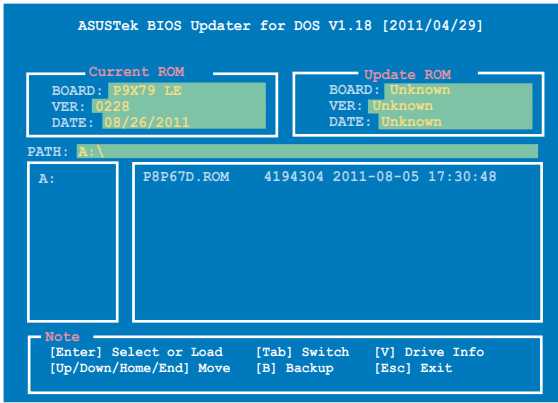 ASUSTek BIOS Updater for DOS V1.18 [2011/04/29]
Current ROM
BOARD: P9X79 LE
VER: 0228
DATE: 08/26/2011
Update ROM
BOARD: Unknown
VER: Unknown
DATE: Unknown
PATH: A:\
A:
P8P67D.ROM 4194304 2011-08-05 17:30:48
Note
[Enter] Select or Load [Tab] Switch [V] Drive Info
[Up/Down/Home/End] Move [B] Backup [Esc] Exit